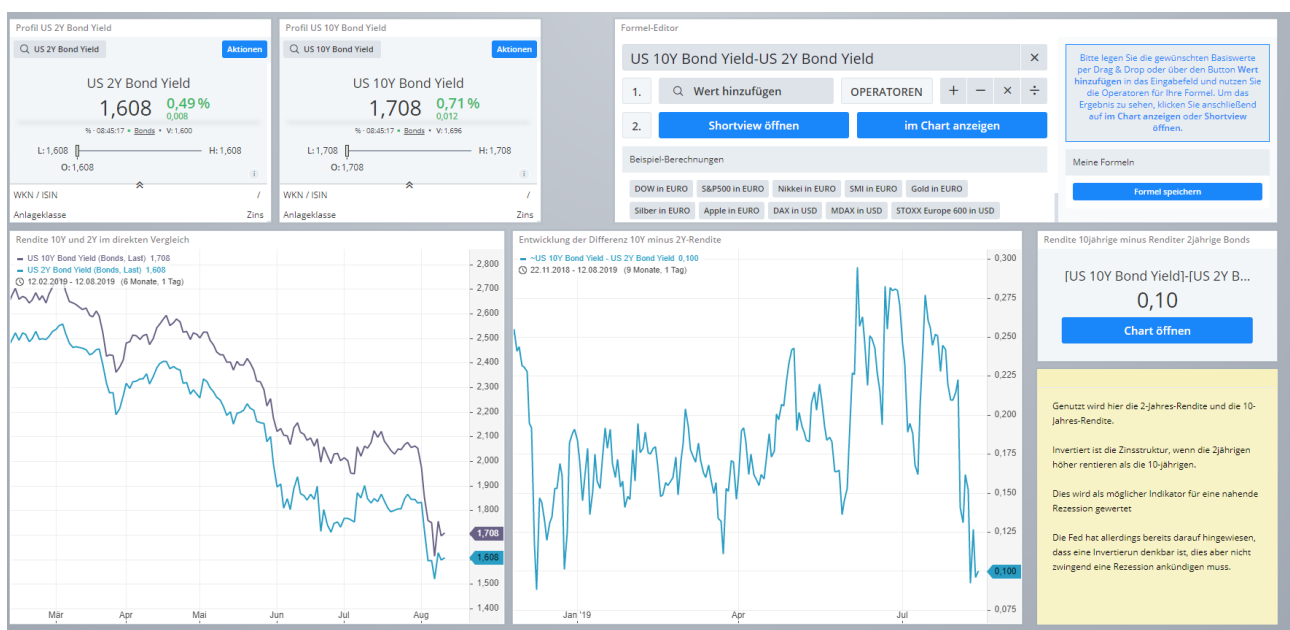 Profil US 2Y Bond Yield
US 2Y Bond Yield
Aktionen
US 2Y Bond Yield
1,608 0,49 %
0,008
% · 08:45:17 • Bonds • V: 1,600
L: 1,608 H: 1,608
O: 1,608
WKN / ISIN /
Anlageklasse Zins
Profil US 10Y Bond Yield
US 10Y Bond Yield
Aktionen
US 10Y Bond Yield
1,708 0,71 %
0,012
% · 08:45:17 • Bonds • V: 1,696
L: 1,708 H: 1,708
O: 1,708
WKN / ISIN /
Anlageklasse Zins
Formel-Editor
US 10Y Bond Yield-US 2Y Bond Yield ×
1. Wert hinzufügen OPERATOREN + − × ÷
2. Shortview öffnen im Chart anzeigen
Beispiel-Berechnungen
DOW in EURO S&P500 in EURO Nikkei in EURO SMI in EURO Gold in EURO
Silber in EURO Apple in EURO DAX in USD MDAX in USD STOXX Europe 600 in USD
Bitte legen Sie die gewünschten Basiswerte
per Drag & Drop oder über den Button Wert
hinzufügen in das Eingabefeld und nutzen Sie
die Operatoren für Ihre Formel. Um das
Ergebnis zu sehen, klicken Sie anschließend
auf im Chart anzeigen oder Shortview
öffnen.
Meine Formeln
Formel speichern
Rendite 10Y und 2Y im direkten Vergleich
US 10Y Bond Yield (Bonds, Last) 1,708
US 2Y Bond Yield (Bonds, Last) 1,608
12.02.2019 - 12.08.2019 (6 Monate, 1 Tag)
2,800
2,700
2,600
2,500
2,400
2,300
2,200
2,100
2,000
1,900
1,800
1,708
1,608
1,500
1,400
Mär Apr Mai Jun Jul Aug
Entwicklung der Differenz 10Y minus 2Y-Rendite
~US 10Y Bond Yield - US 2Y Bond Yield 0,100
22.11.2018 - 12.08.2019 (9 Monate, 1 Tag)
0,300
0,275
0,250
0,225
0,200
0,175
0,150
0,125
0,100
0,075
Jan '19 Apr Jul
Rendite 10jährige minus Renditer 2jährige Bonds
[US 10Y Bond Yield]-[US 2Y B...
0,10
Chart öffnen
Genutzt wird hier die 2-Jahres-Rendite und die 10-
Jahres-Rendite.
Invertiert ist die Zinsstruktur, wenn die 2jährigen
höher rentieren als die 10-jährigen.
Dies wird als möglicher Indikator für eine nahende
Rezession gewertet
Die Fed hat allerdings bereits darauf hingewiesen,
dass eine Invertierun denkbar ist, dies aber nicht
zwingend eine Rezession ankündigen muss.